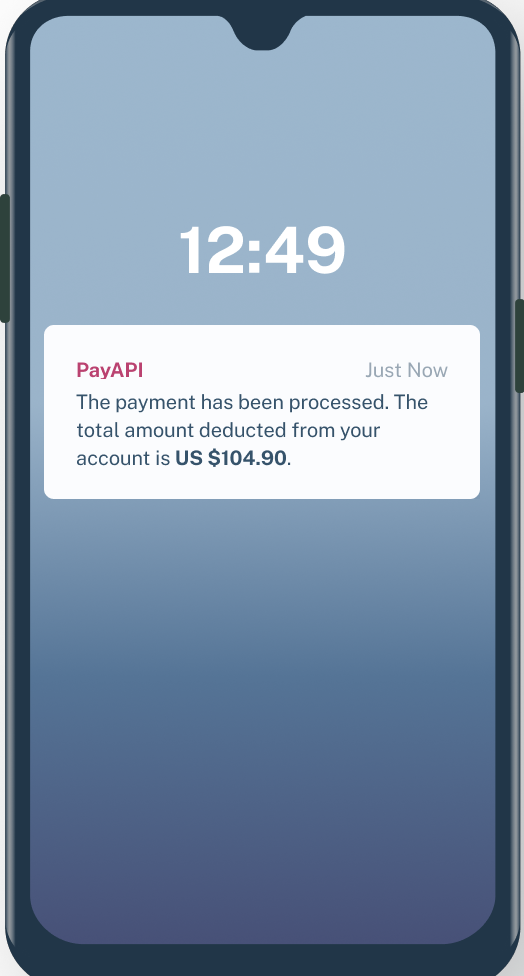 12:49
PayAPI Just Now
The payment has been processed. The
total amount deducted from your
account is US $104.90.